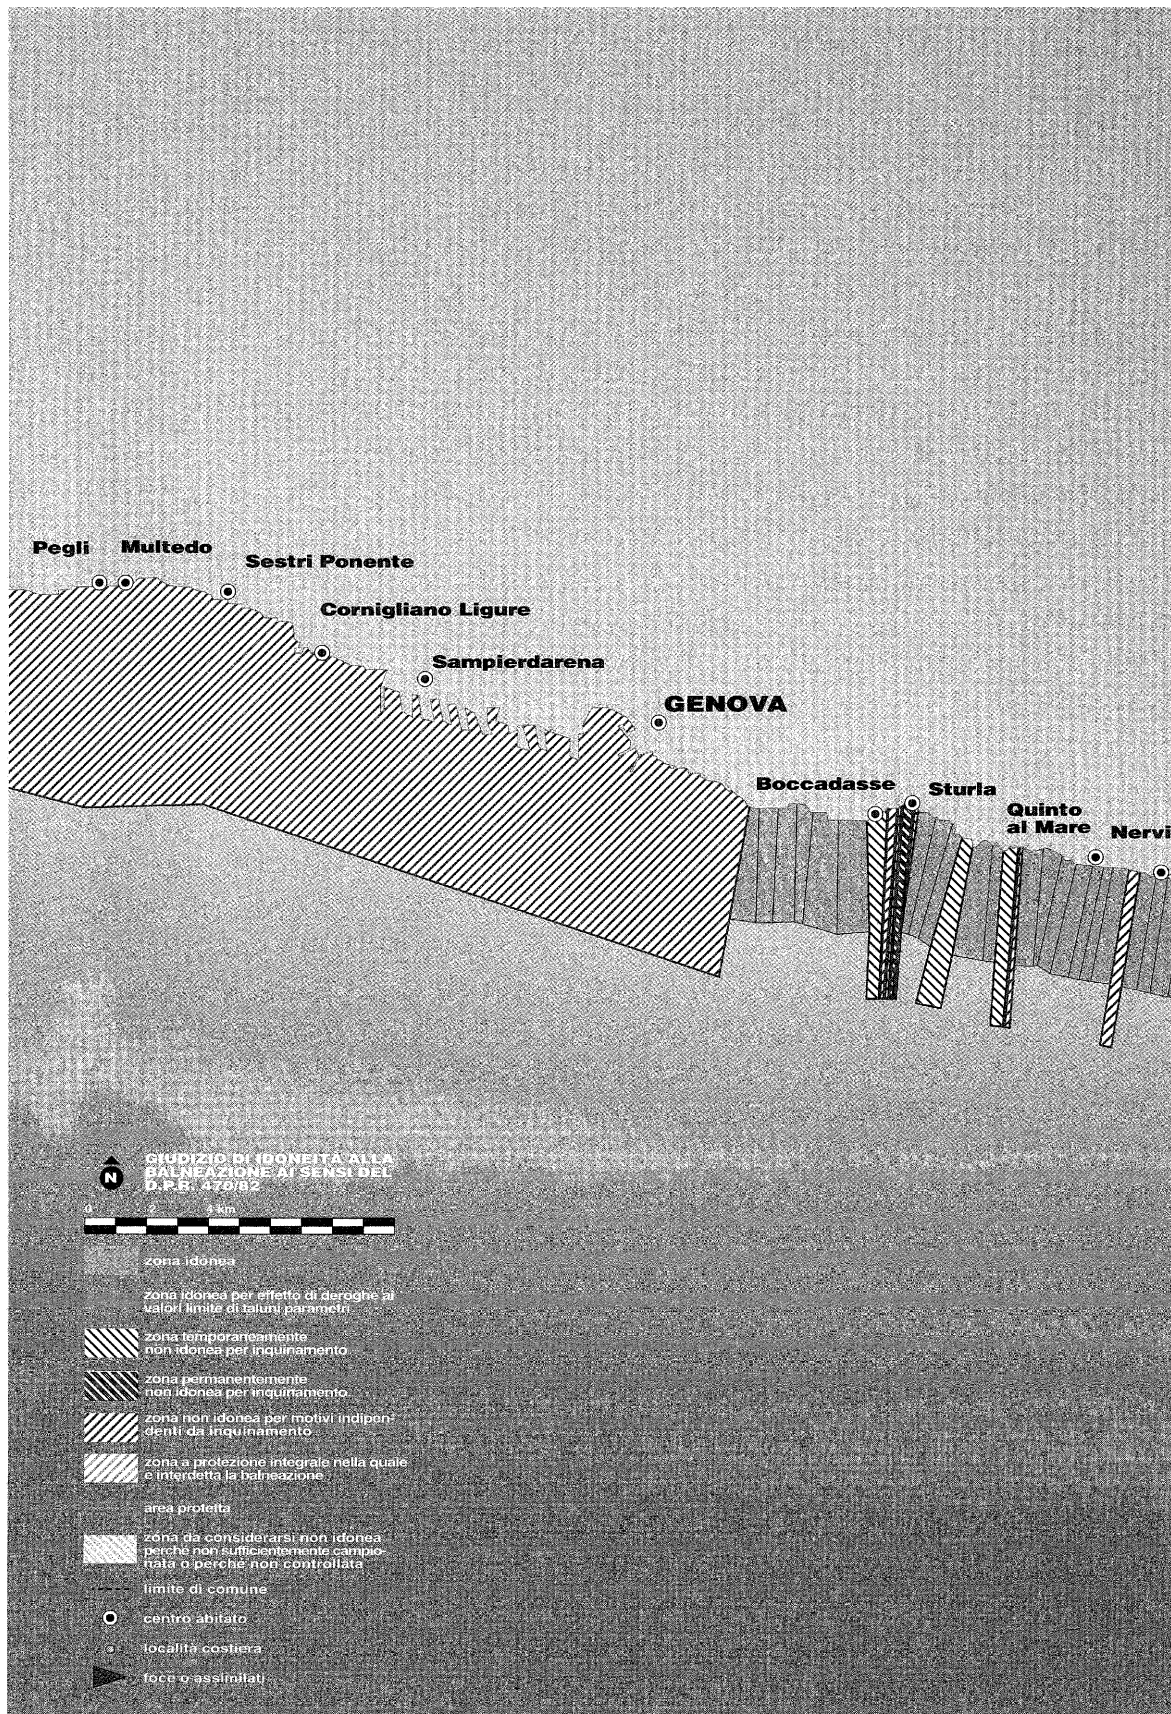 Pegli
Multedo
Sestri Ponente
Cornigliano Ligure
Sampierdarena
GENOVA
Boccadasse
Sturla
Quinto
al Mare
Nervi
N
GIUDIZIO DI IDONEITÀ ALLA
BALNEAZIONE AI SENSI DEL
D.P.R. 470/82
0 2 4 km
zona idonea
zona idonea per effetto di deroghe ai
valori limite di taluni parametri
zona temporaneamente
non idonea per inquinamento
zona permanentemente
non idonea per inquinamento
zona non idonea per motivi indipen-
denti da inquinamento
zona a protezione integrale nella quale
e interdetta la balneazione
area protetta
zona da considerarsi non idonea
perché non sufficientemente campio-
nata o perché non controllata
limite di comune
centro abitato
località costiera
foce o assimilati